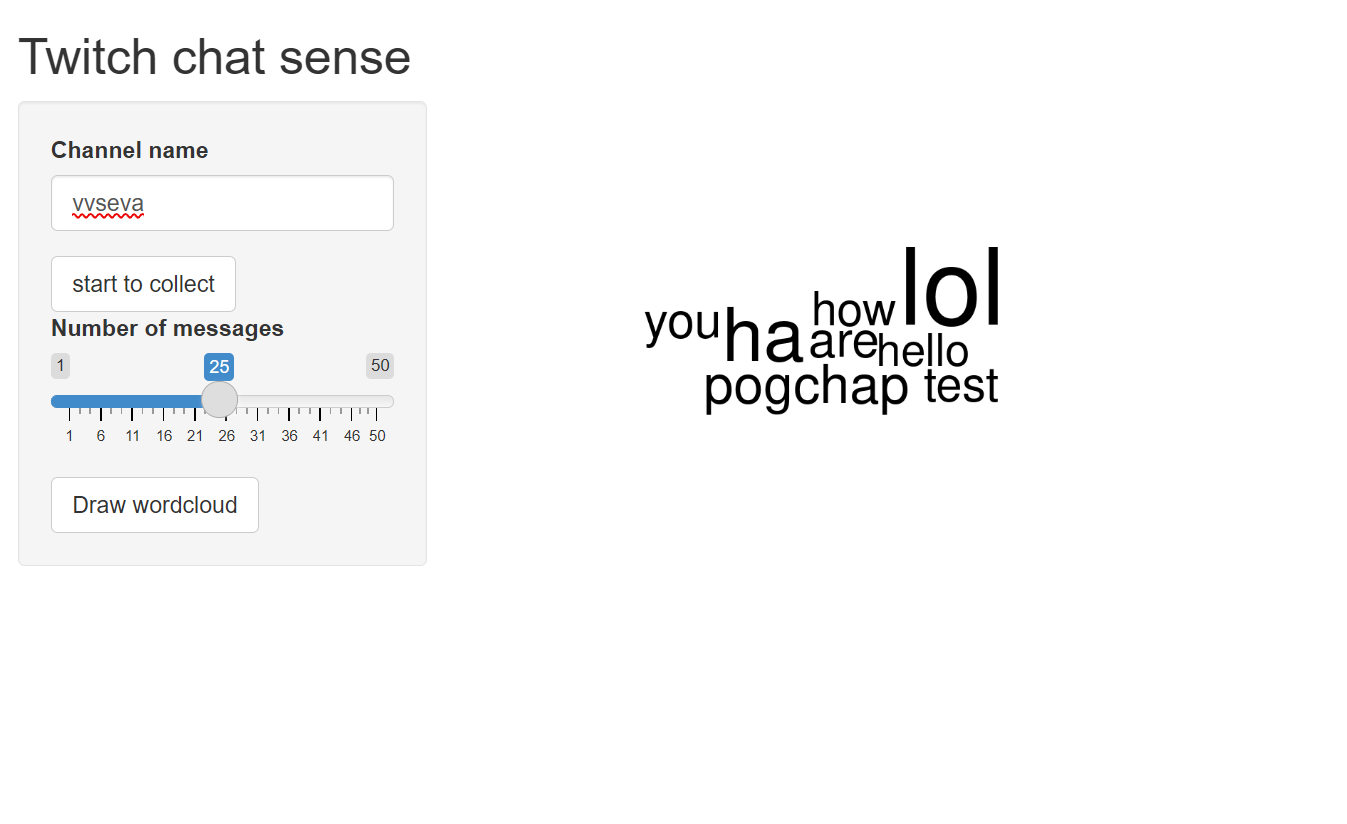 Twitch chat sense
Channel name
vvseva
start to collect
Number of messages
1 25 50
1 6 11 16 21 26 31 36 41 46 50
Draw wordcloud
lol
how
you ha are hello
pogchap test